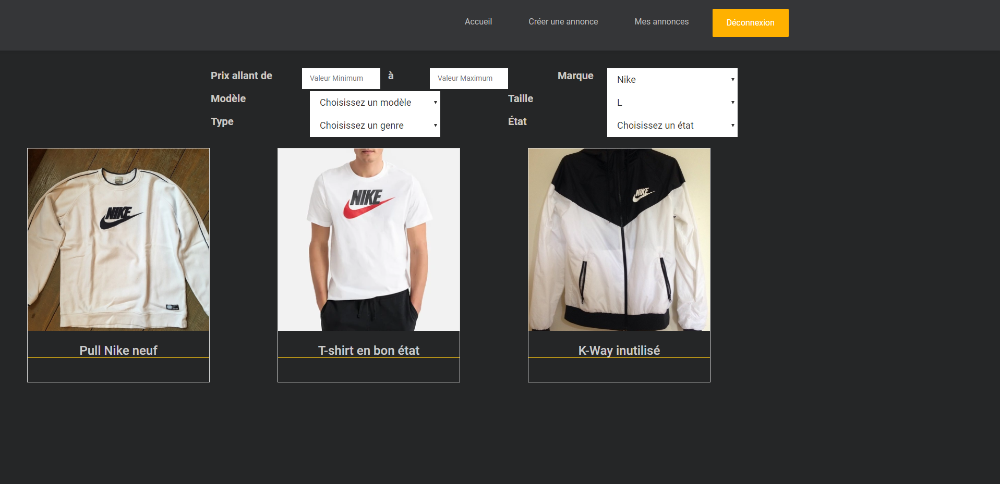 Accueil Créer une annonce Mes annonces Déconnexion
Prix allant de Valeur Minimum à Valeur Maximum Marque Nike
Modèle Choisissez un modèle Taille L
Type Choisissez un genre État Choisissez un état
NIKE
NIKE
NIKE
Pull Nike neuf
T-shirt en bon état
K-Way inutilisé